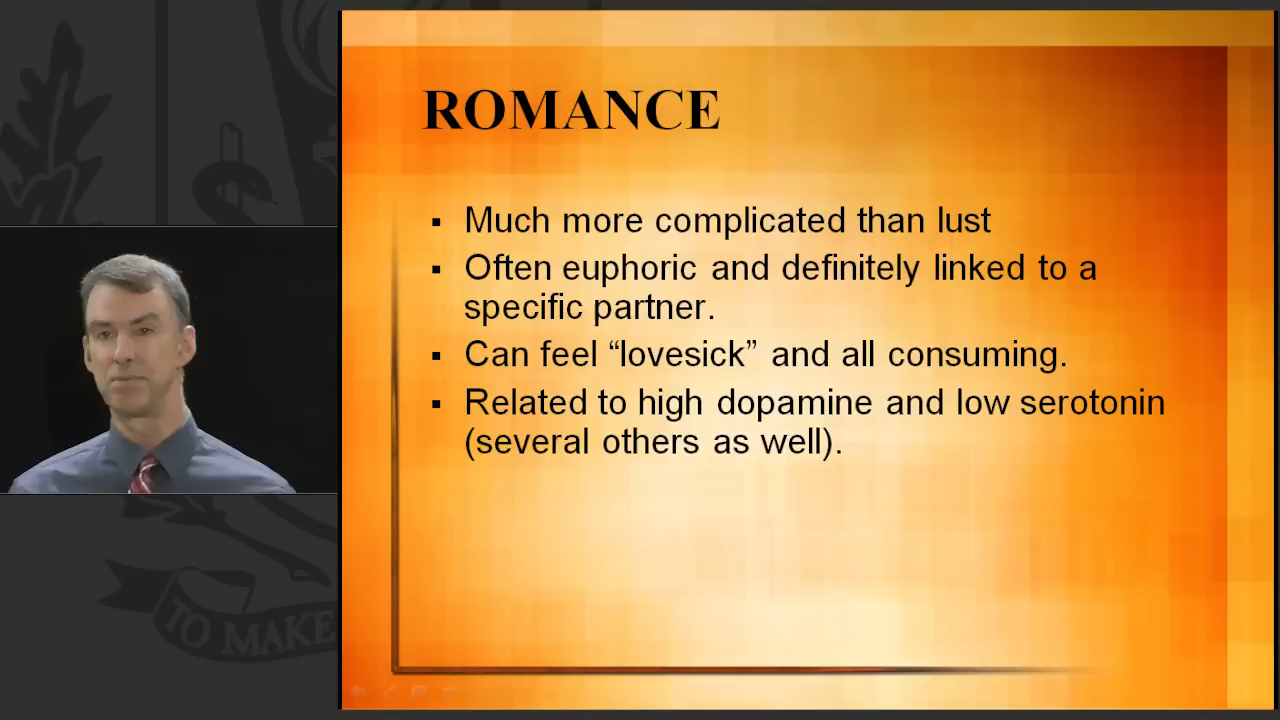 ROMANCE
▪ Much more complicated than lust
▪ Often euphoric and definitely linked to a
specific partner.
▪ Can feel “lovesick” and all consuming.
▪ Related to high dopamine and low serotonin
(several others as well).
TO MAKE